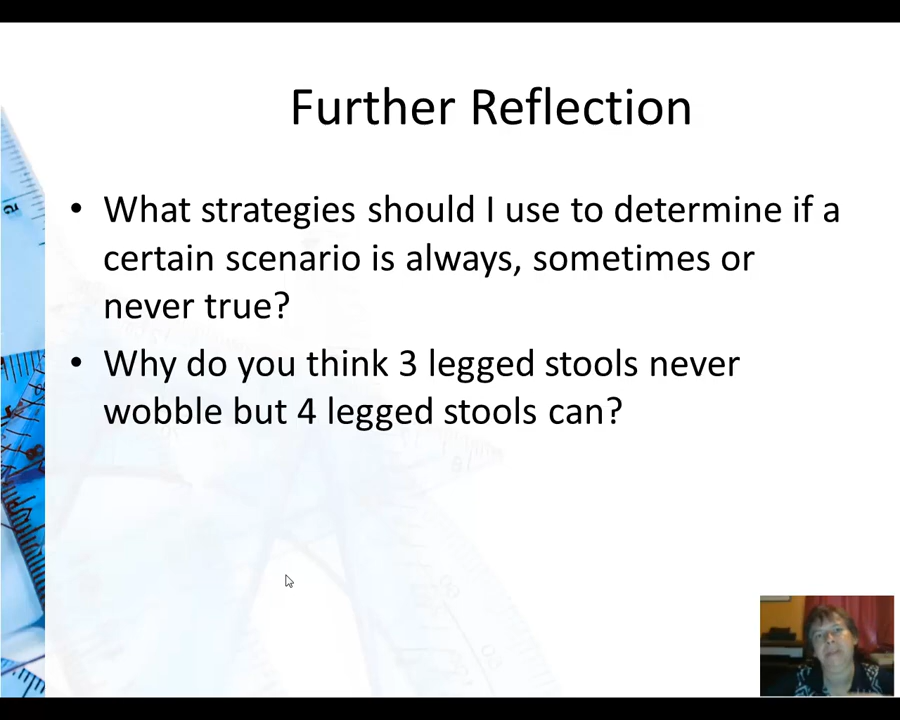 Further Reflection
• What strategies should I use to determine if a
certain scenario is always, sometimes or
never true?
• Why do you think 3 legged stools never
wobble but 4 legged stools can?